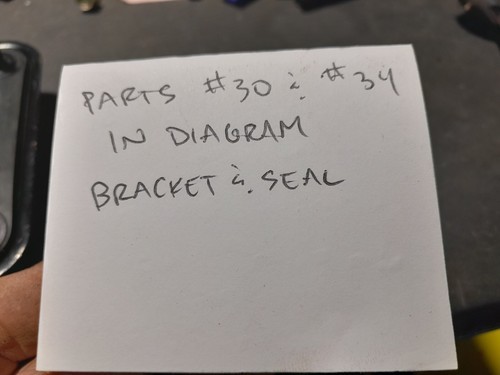 PARTS #30 & #34
IN DIAGRAM
BRACKET & SEAL